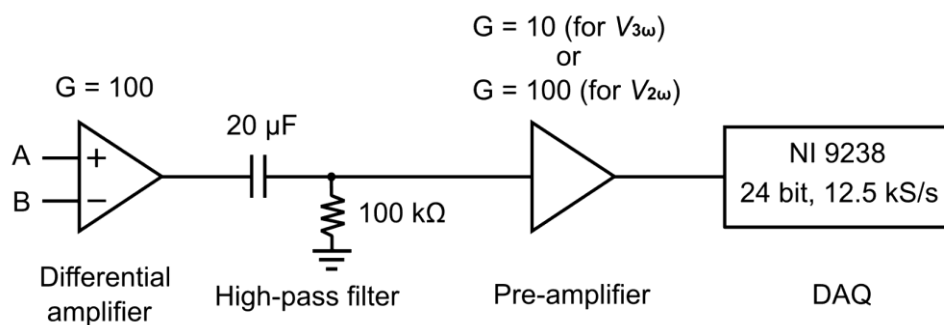 G = 10 (for V3ω)
or
G = 100 (for V2ω)
G = 100
20 µF
A
+
B
−
100 kΩ
NI 9238
24 bit, 12.5 kS/s
Differential
amplifier
High-pass filter
Pre-amplifier
DAQ